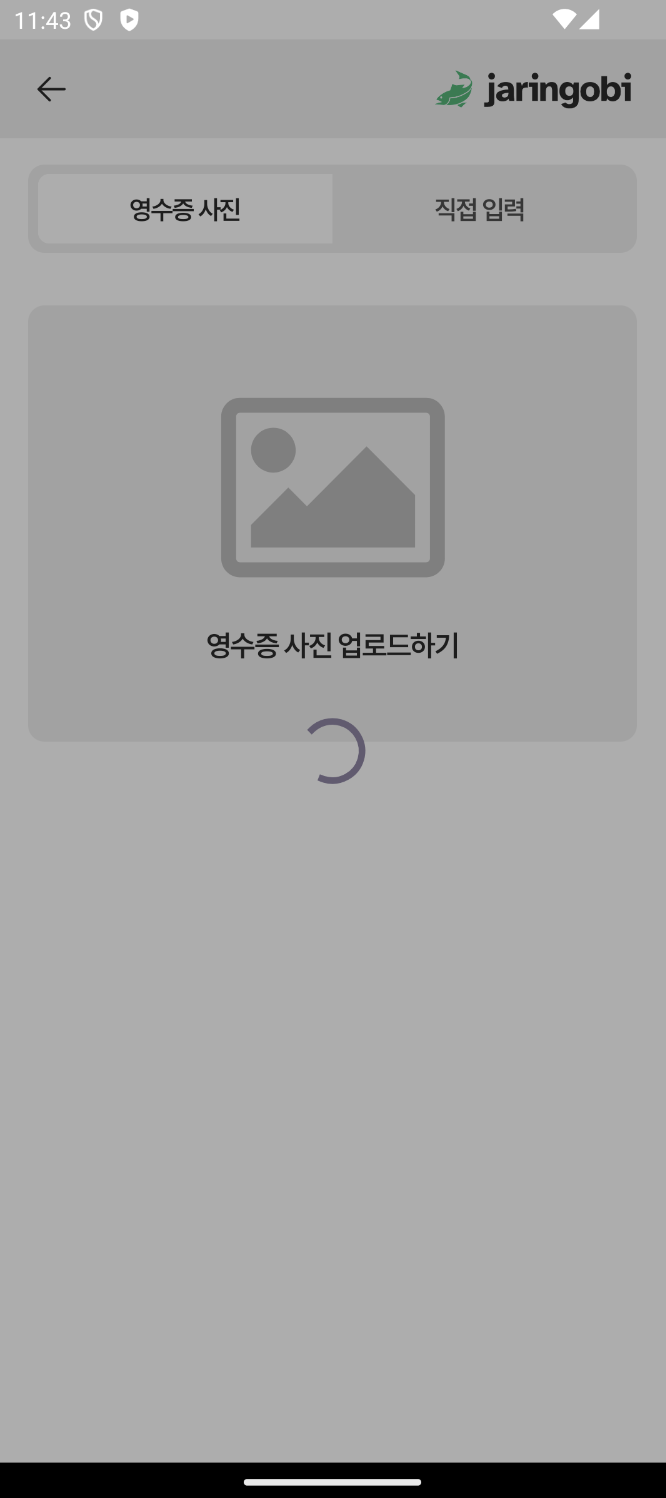 11:43
jaringobi
영수증 사진
직접 입력
영수증 사진 업로드하기